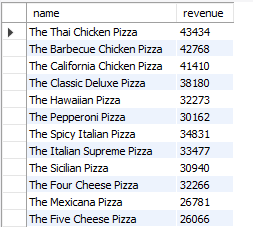 name revenue
The Thai Chicken Pizza 43434
The Barbecue Chicken Pizza 42768
The California Chicken Pizza 41410
The Classic Deluxe Pizza 38180
The Hawaiian Pizza 32273
The Pepperoni Pizza 30162
The Spicy Italian Pizza 34831
The Italian Supreme Pizza 33477
The Sicilian Pizza 30940
The Four Cheese Pizza 32266
The Mexicana Pizza 26781
The Five Cheese Pizza 26066